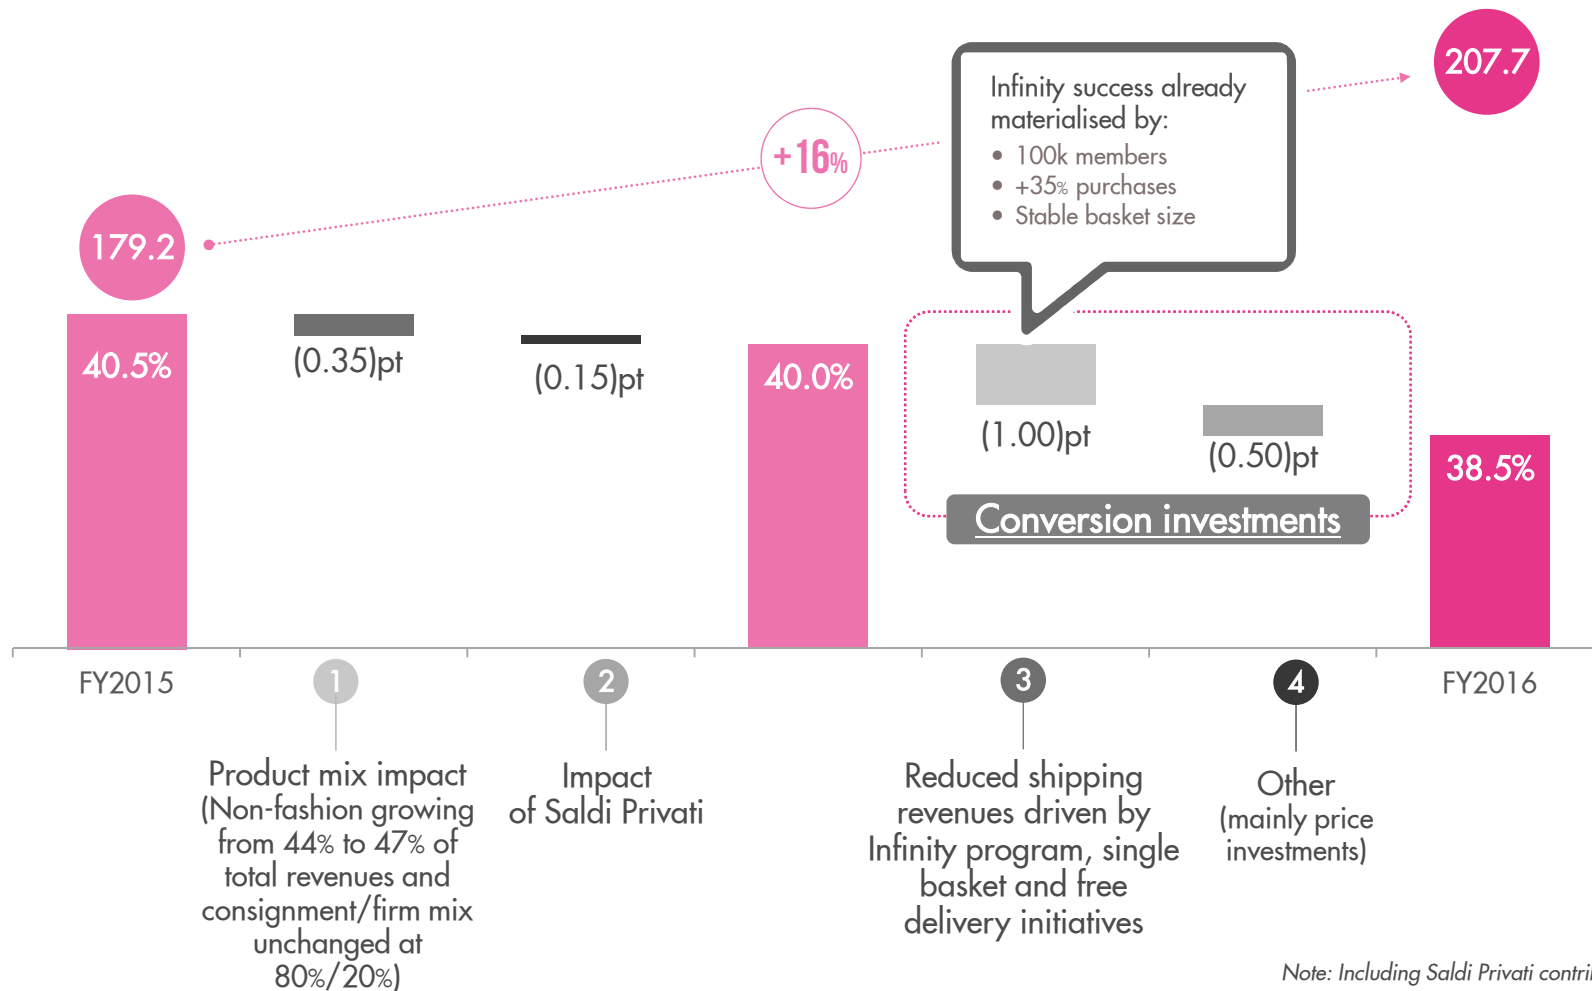 207.7
Infinity success already
materialised by:
• 100k members
• +35% purchases
• Stable basket size
+16%
179.2
40.5%
(0.35)pt
(0.15)pt
40.0%
(1.00)pt
(0.50)pt
38.5%
Conversion investments
FY2015
1
2
3
4
FY2016
Product mix impact
(Non-fashion growing
from 44% to 47% of
total revenues and
consignment/firm mix
unchanged at
80%/20%)
Impact
of Saldi Privati
Reduced shipping
revenues driven by
Infinity program, single
basket and free
delivery initiatives
Other
(mainly price
investments)
Note: Including Saldi Privati